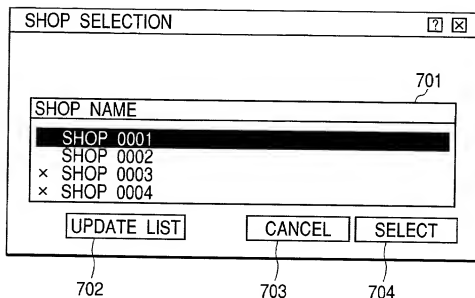 SHOP SELECTION ? ×
701
SHOP NAME
SHOP 0001
SHOP 0002
× SHOP 0003
× SHOP 0004
UPDATE LIST CANCEL SELECT
702 703 704